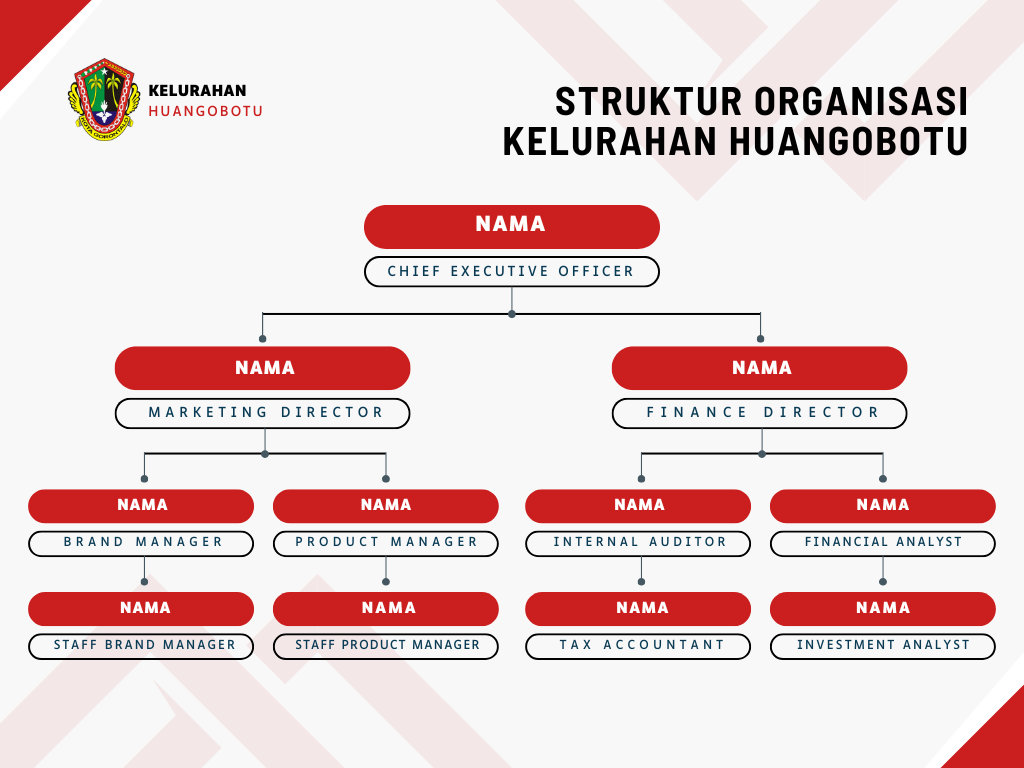 KELURAHAN
HUANGOBOTU
KOTA GORONTALO
STRUKTUR ORGANISASI
KELURAHAN HUANGOBOTU
NAMA
CHIEF EXECUTIVE OFFICER
NAMA
NAMA
MARKETING DIRECTOR
FINANCE DIRECTOR
NAMA
NAMA
NAMA
NAMA
BRAND MANAGER
PRODUCT MANAGER
INTERNAL AUDITOR
FINANCIAL ANALYST
NAMA
NAMA
NAMA
NAMA
STAFF BRAND MANAGER
STAFF PRODUCT MANAGER
TAX ACCOUNTANT
INVESTMENT ANALYST